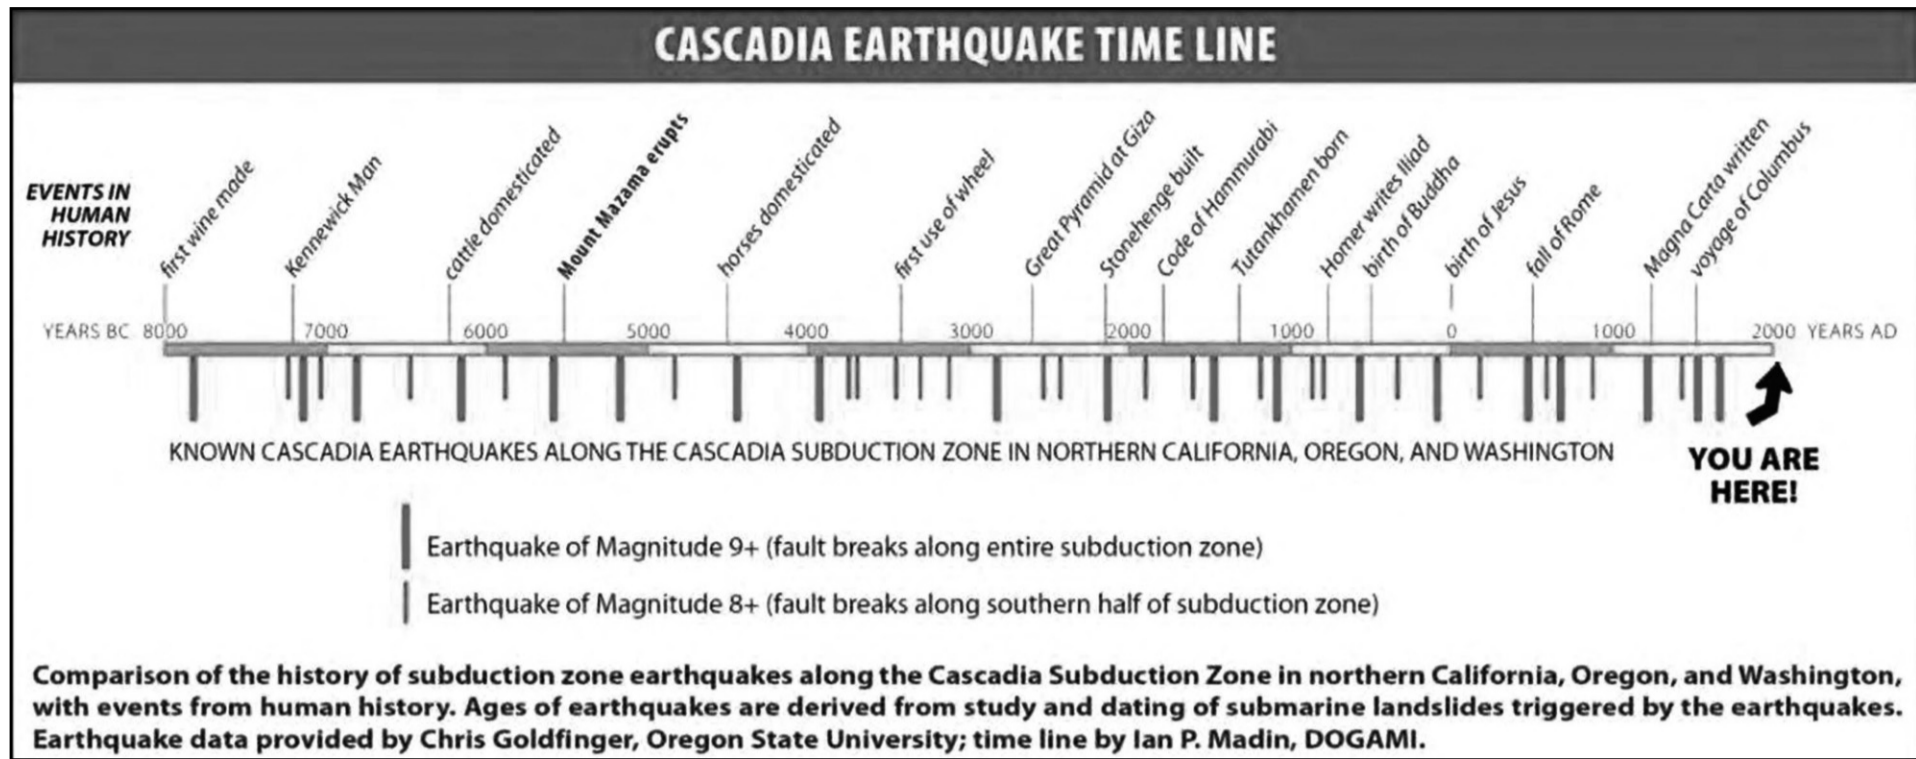 CASCADIA EARTHQUAKE TIME LINE
EVENTS IN
HUMAN
HISTORY
first wine made
Kennewick Man
cattle domesticated
Mount Mazama erupts
horses domesticated
first use of wheel
Great Pyramid at Giza
Stonehenge built
Code of Hammurabi
Tutankhamen born
Homer writes Iliad
birth of Buddha
birth of Jesus
fall of Rome
Magna Carta written
voyage of Columbus
YEARS BC 8000 7000 6000 5000 4000 3000 2000 1000 0 1000 2000 YEARS AD
KNOWN CASCADIA EARTHQUAKES ALONG THE CASCADIA SUBDUCTION ZONE IN NORTHERN CALIFORNIA, OREGON, AND WASHINGTON
YOU ARE
HERE!
Earthquake of Magnitude 9+ (fault breaks along entire subduction zone)
Earthquake of Magnitude 8+ (fault breaks along southern half of subduction zone)
Comparison of the history of subduction zone earthquakes along the Cascadia Subduction Zone in northern California, Oregon, and Washington,
with events from human history. Ages of earthquakes are derived from study and dating of submarine landslides triggered by the earthquakes.
Earthquake data provided by Chris Goldfinger, Oregon State University; time line by Ian P. Madin, DOGAMI.